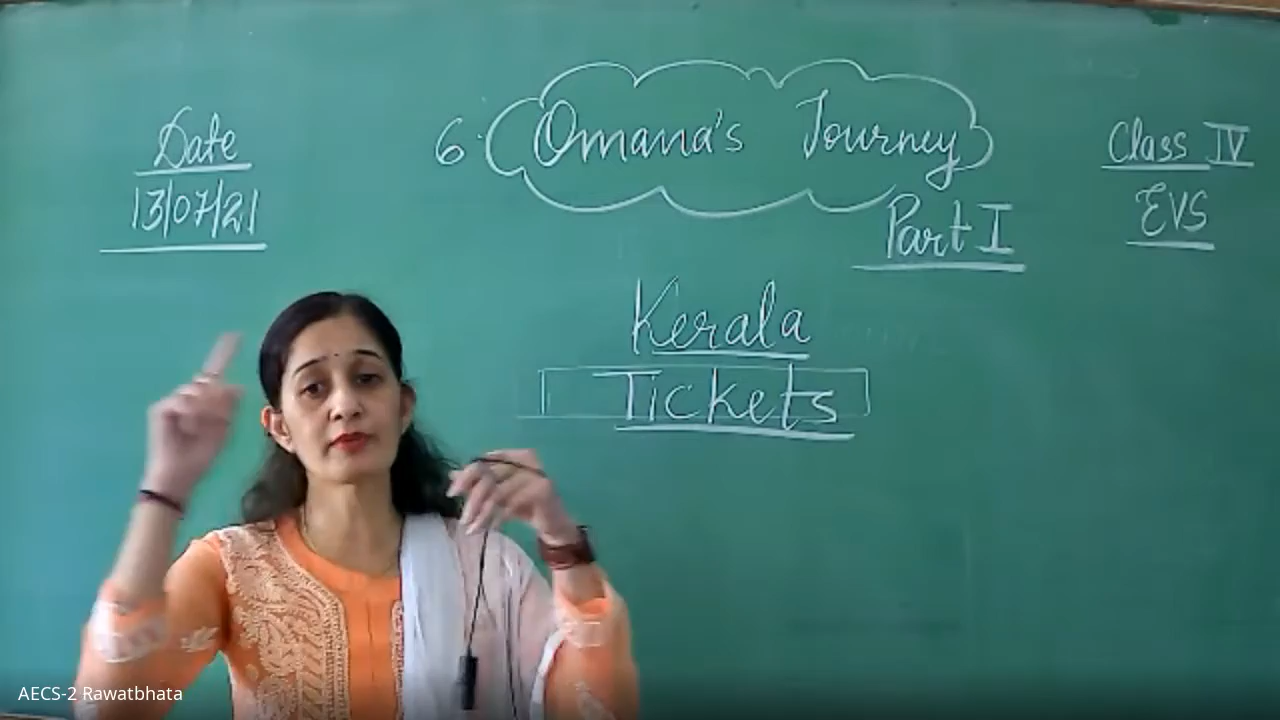 Date
13/07/21
6. Omana's Journey
Part I
Class IV
EVS
Kerala
Tickets
AECS-2 Rawatbhata